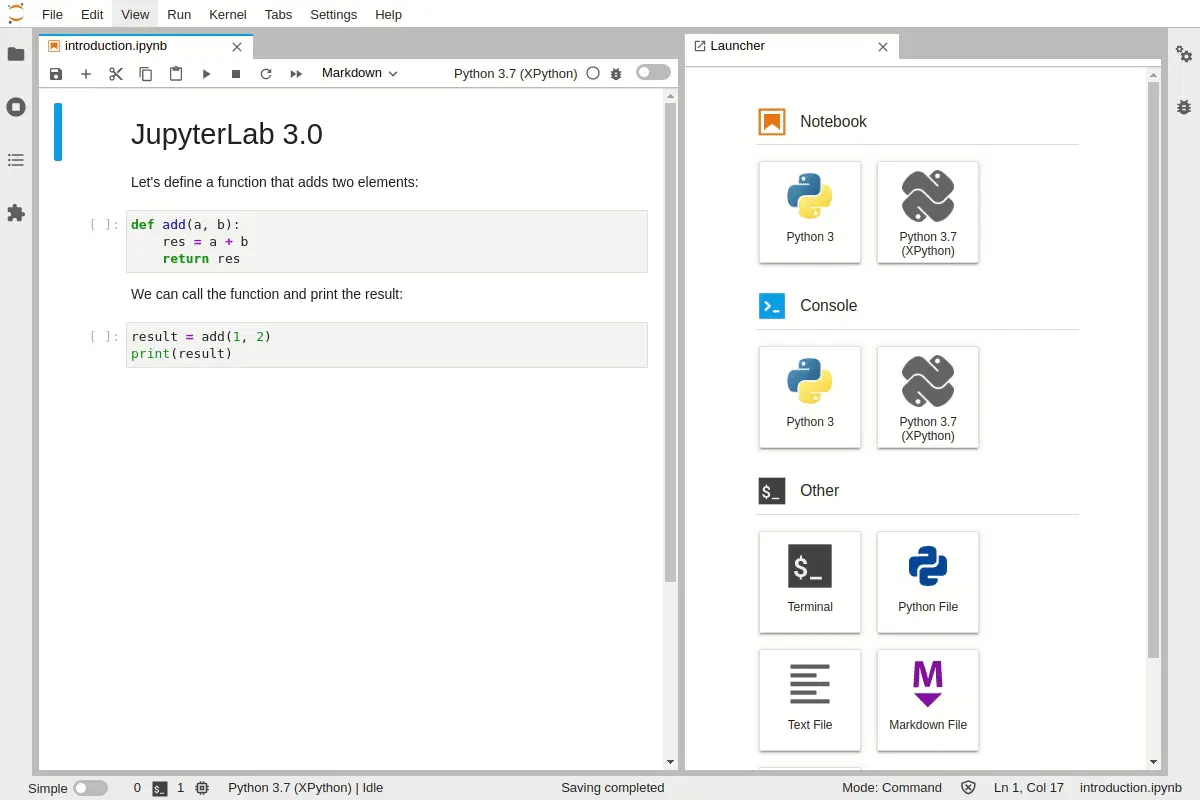 File Edit View Run Kernel Tabs Settings Help
introduction.ipynb
Markdown
Python 3.7 (XPython)
JupyterLab 3.0
Let's define a function that adds two elements:
[ ]:
def add(a, b):
    res = a + b
    return res
We can call the function and print the result:
[ ]:
result = add(1, 2)
print(result)
Launcher
Notebook
Python 3
Python 3.7
(XPython)
Console
Python 3
Python 3.7
(XPython)
$_
Other
$_
Terminal
Python File
Text File
M
Markdown File
Simple 0 $_ 1 Python 3.7 (XPython) | Idle Saving completed Mode: Command Ln 1, Col 17 introduction.ipynb